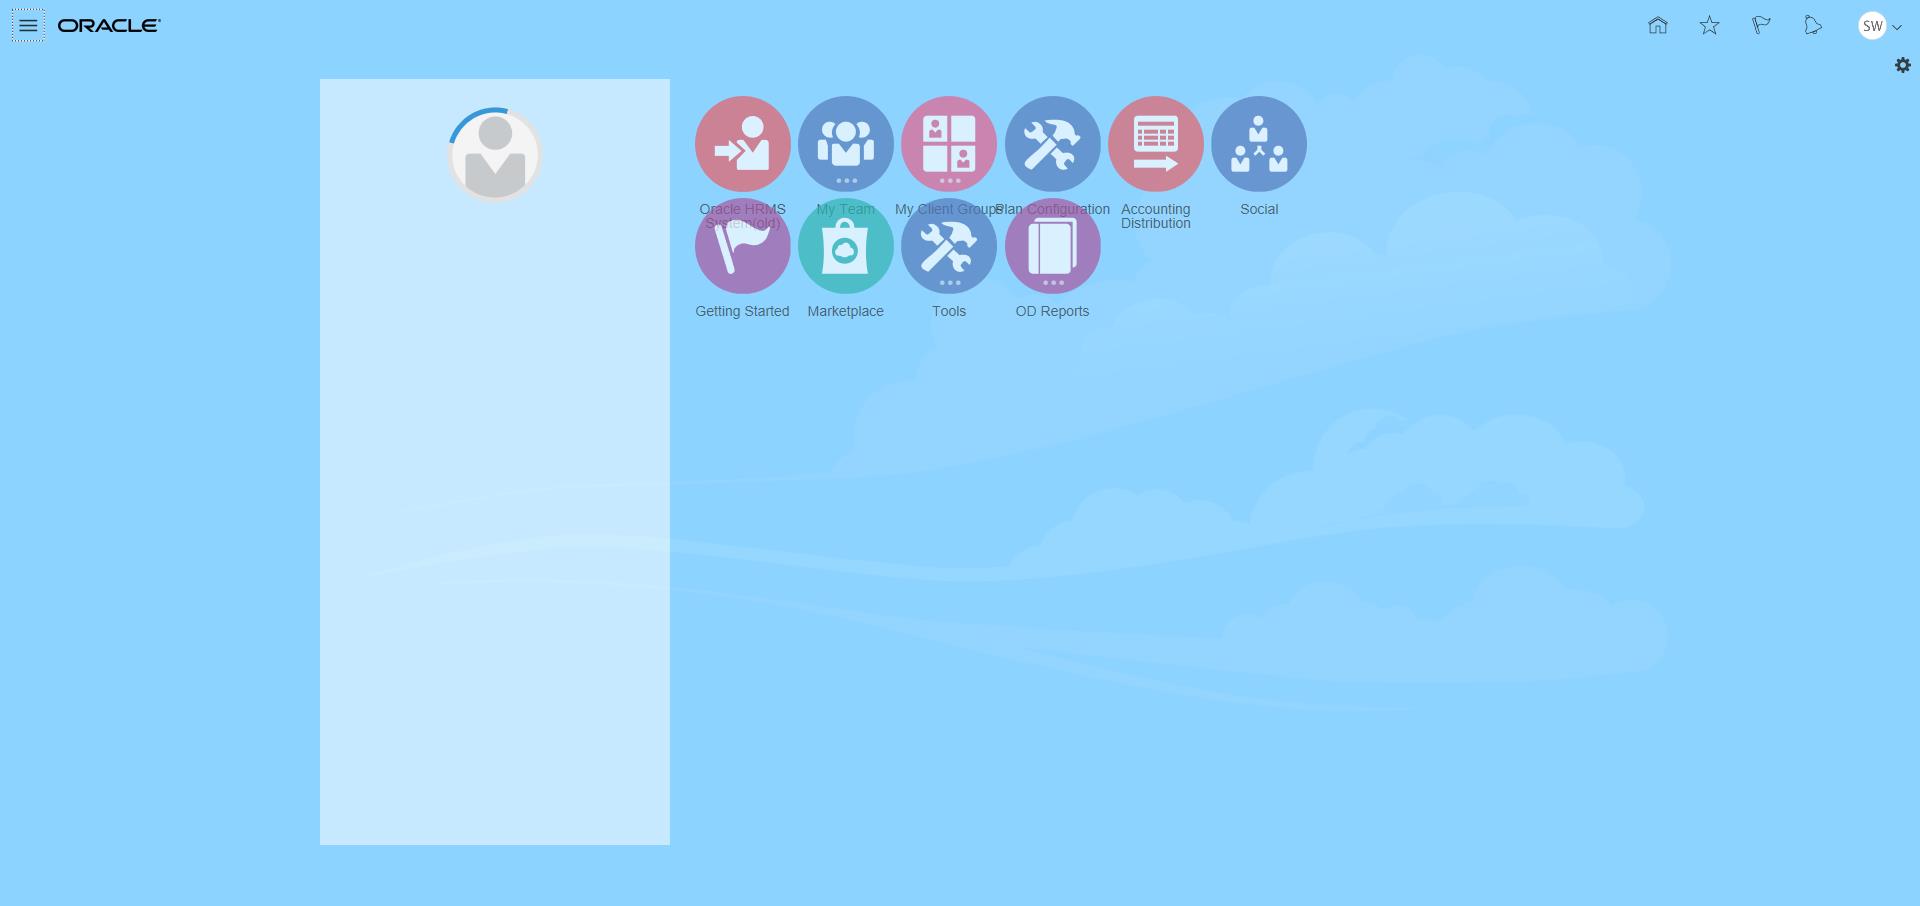 ORACLE
SW
Oracle HRMS
System(old)
My Team
My Client Groups
Plan Configuration
Accounting
Distribution
Social
Getting Started
Marketplace
Tools
OD Reports